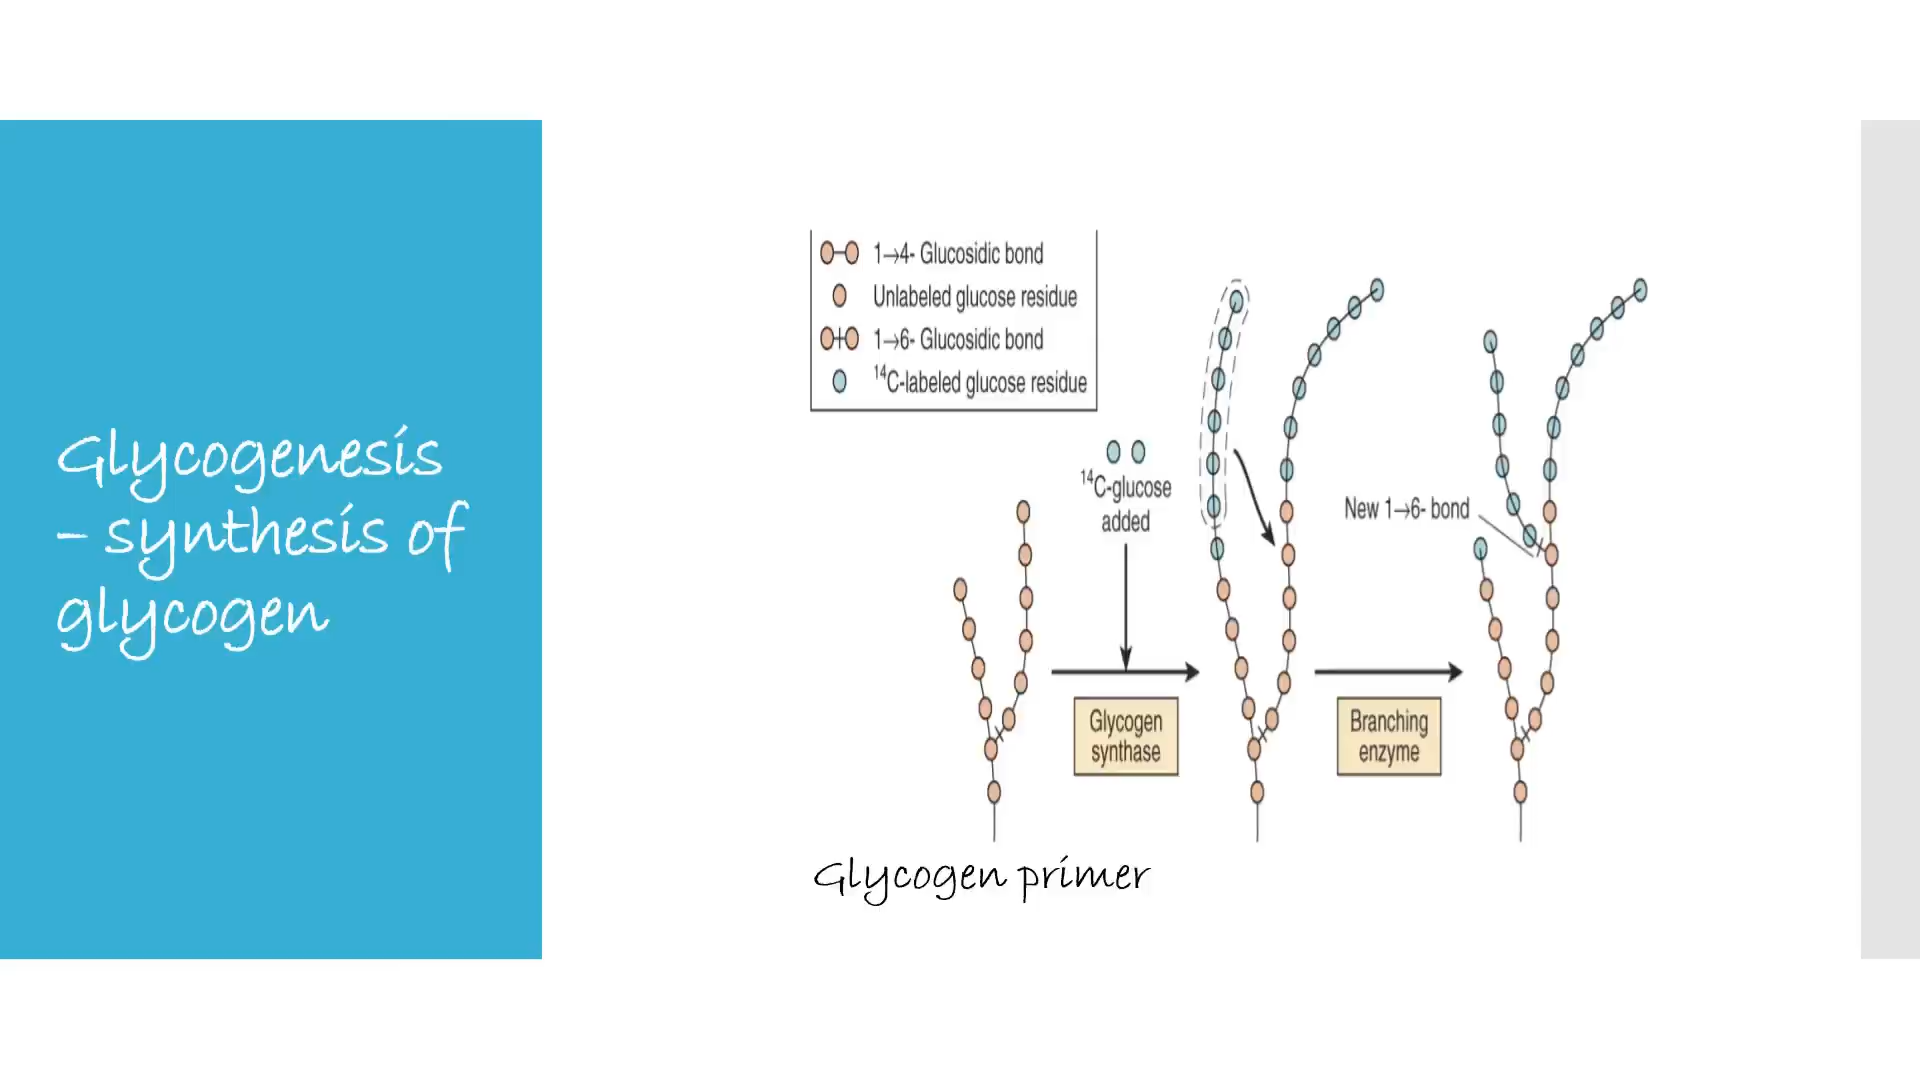 Glycogenesis
– synthesis of
glycogen
1→4- Glucosidic bond
Unlabeled glucose residue
1→6- Glucosidic bond
14C-labeled glucose residue
14C-glucose
added
Glycogen
synthase
New 1→6- bond
Branching
enzyme
Glycogen primer